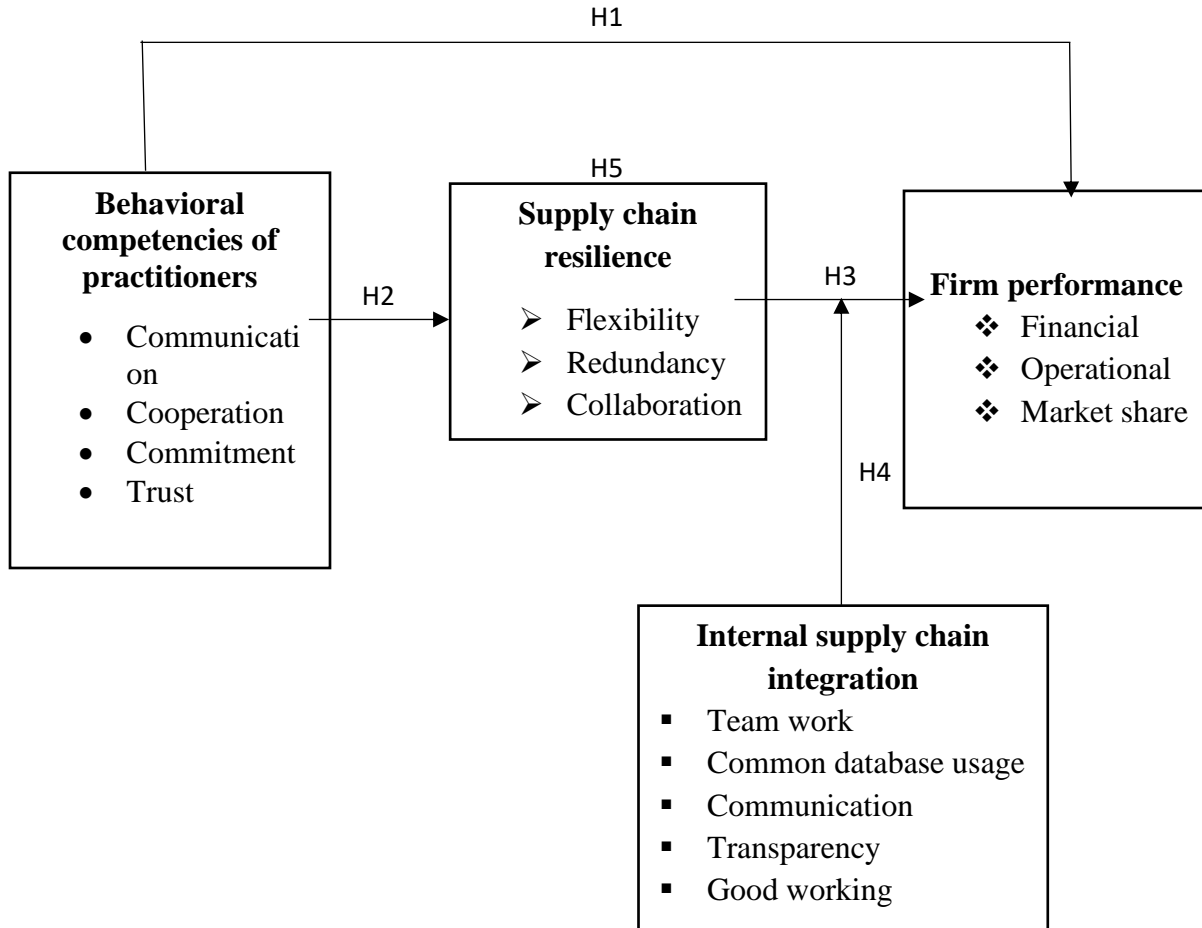 H1
Behavioral
competencies of
practitioners
• Communicati
on
• Cooperation
• Commitment
• Trust
H2
H5
Supply chain
resilience
➢ Flexibility
➢ Redundancy
➢ Collaboration
H3
H4
Firm performance
❖ Financial
❖ Operational
❖ Market share
Internal supply chain
integration
▪ Team work
▪ Common database usage
▪ Communication
▪ Transparency
▪ Good working